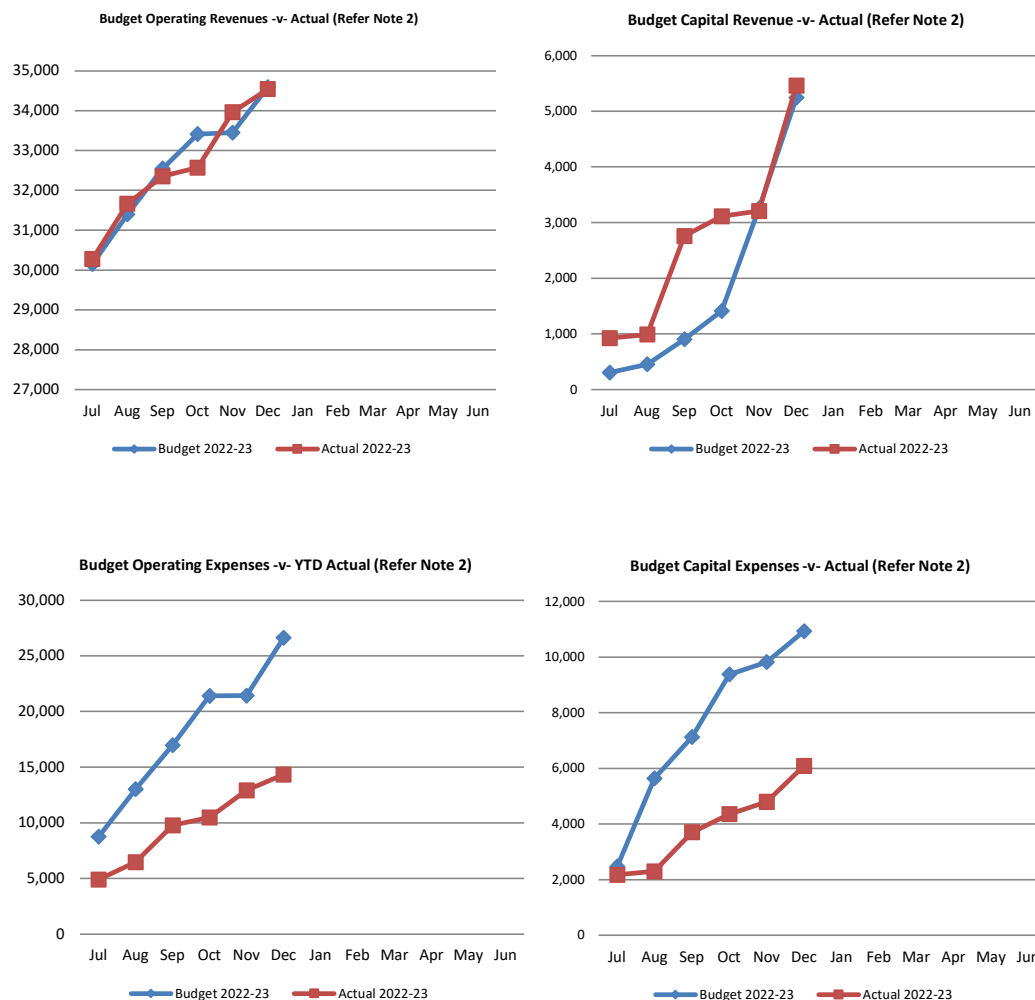 Budget Operating Revenues -v- Actual (Refer Note 2)
35,000
34,000
33,000
32,000
31,000
30,000
29,000
28,000
27,000
Jul Aug Sep Oct Nov Dec Jan Feb Mar Apr May Jun
Budget 2022-23 Actual 2022-23
Budget Capital Revenue -v- Actual (Refer Note 2)
6,000
5,000
4,000
3,000
2,000
1,000
0
Jul Aug Sep Oct Nov Dec Jan Feb Mar Apr May Jun
Budget 2022-23 Actual 2022-23
Budget Operating Expenses -v- YTD Actual (Refer Note 2)
30,000
25,000
20,000
15,000
10,000
5,000
0
Jul Aug Sep Oct Nov Dec Jan Feb Mar Apr May Jun
Budget 2022-23 Actual 2022-23
Budget Capital Expenses -v- Actual (Refer Note 2)
12,000
10,000
8,000
6,000
4,000
2,000
0
Jul Aug Sep Oct Nov Dec Jan Feb Mar Apr May Jun
Budget 2022-23 Actual 2022-23